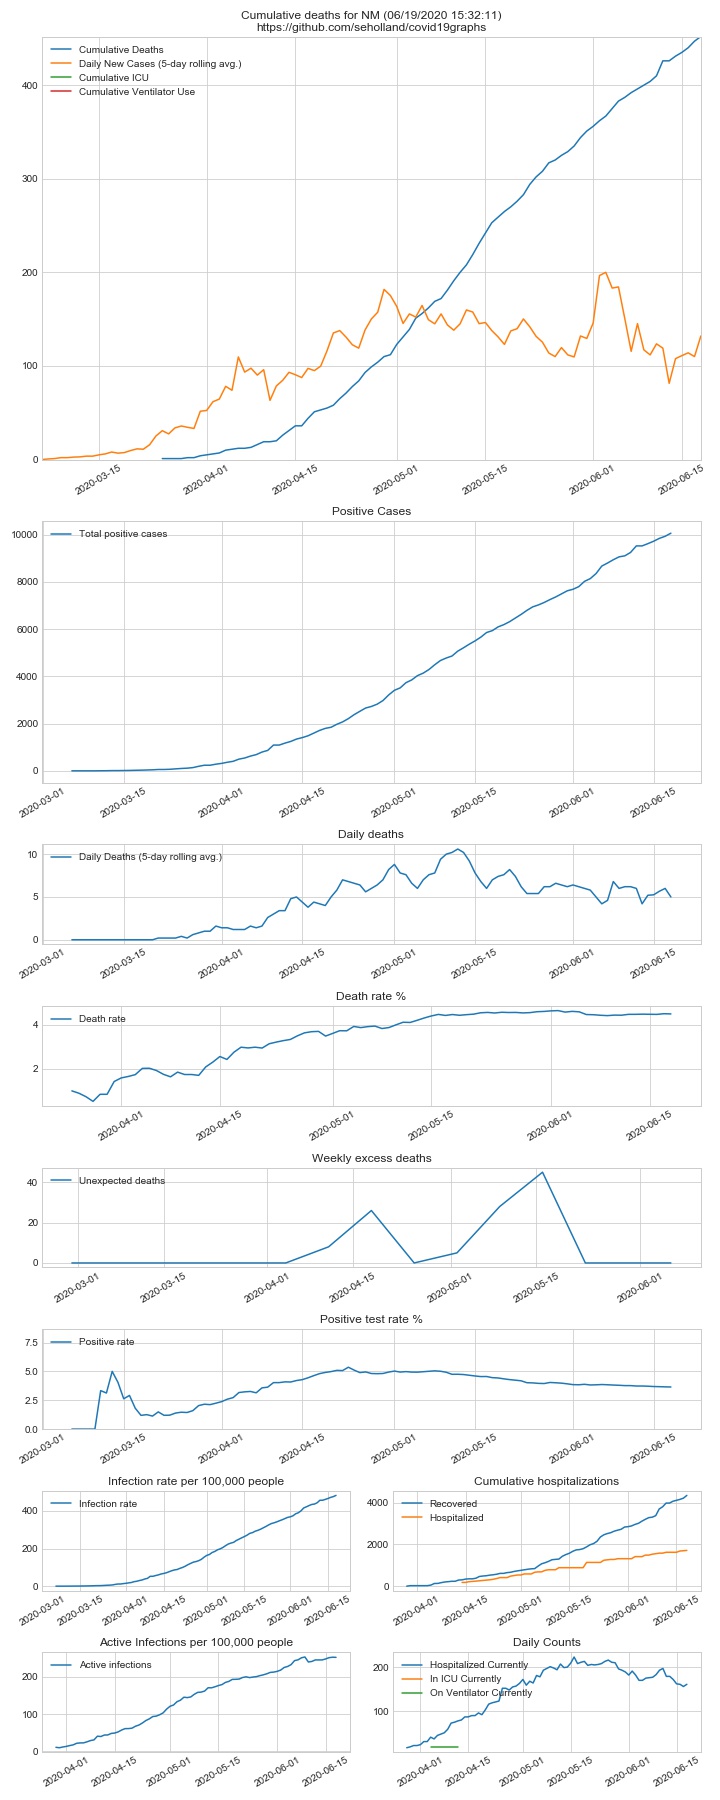 Cumulative deaths for NM (06/19/2020 15:32:11)
https://github.com/seholland/covid19graphs
Cumulative Deaths
Daily New Cases (5-day rolling avg.)
Cumulative ICU
Cumulative Ventilator Use
400
300
200
100
0
2020-03-15 2020-04-01 2020-04-15 2020-05-01 2020-05-15 2020-06-01 2020-06-15
Positive Cases
Total positive cases
10000
8000
6000
4000
2000
0
2020-03-01 2020-03-15 2020-04-01 2020-04-15 2020-05-01 2020-05-15 2020-06-01 2020-06-15
Daily deaths
Daily Deaths (5-day rolling avg.)
10
5
0
2020-03-01 2020-03-15 2020-04-01 2020-04-15 2020-05-01 2020-05-15 2020-06-01 2020-06-15
Death rate %
Death rate
4
2
2020-04-01 2020-04-15 2020-05-01 2020-05-15 2020-06-01 2020-06-15
Weekly excess deaths
Unexpected deaths
40
20
0
2020-03-01 2020-03-15 2020-04-01 2020-04-15 2020-05-01 2020-05-15 2020-06-01
Positive test rate %
Positive rate
7.5
5.0
2.5
0.0
2020-03-01 2020-03-15 2020-04-01 2020-04-15 2020-05-01 2020-05-15 2020-06-01 2020-06-15
Infection rate per 100,000 people
Infection rate
400
200
0
2020-03-01 2020-03-15 2020-04-01 2020-04-15 2020-05-01 2020-05-15 2020-06-01 2020-06-15
Cumulative hospitalizations
Recovered
Hospitalized
4000
2000
0
2020-04-01 2020-04-15 2020-05-01 2020-05-15 2020-06-01 2020-06-15
Active Infections per 100,000 people
Active infections
200
100
0
2020-04-01 2020-04-15 2020-05-01 2020-05-15 2020-06-01 2020-06-15
Daily Counts
Hospitalized Currently
In ICU Currently
On Ventilator Currently
200
100
2020-04-01 2020-04-15 2020-05-01 2020-05-15 2020-06-01 2020-06-15